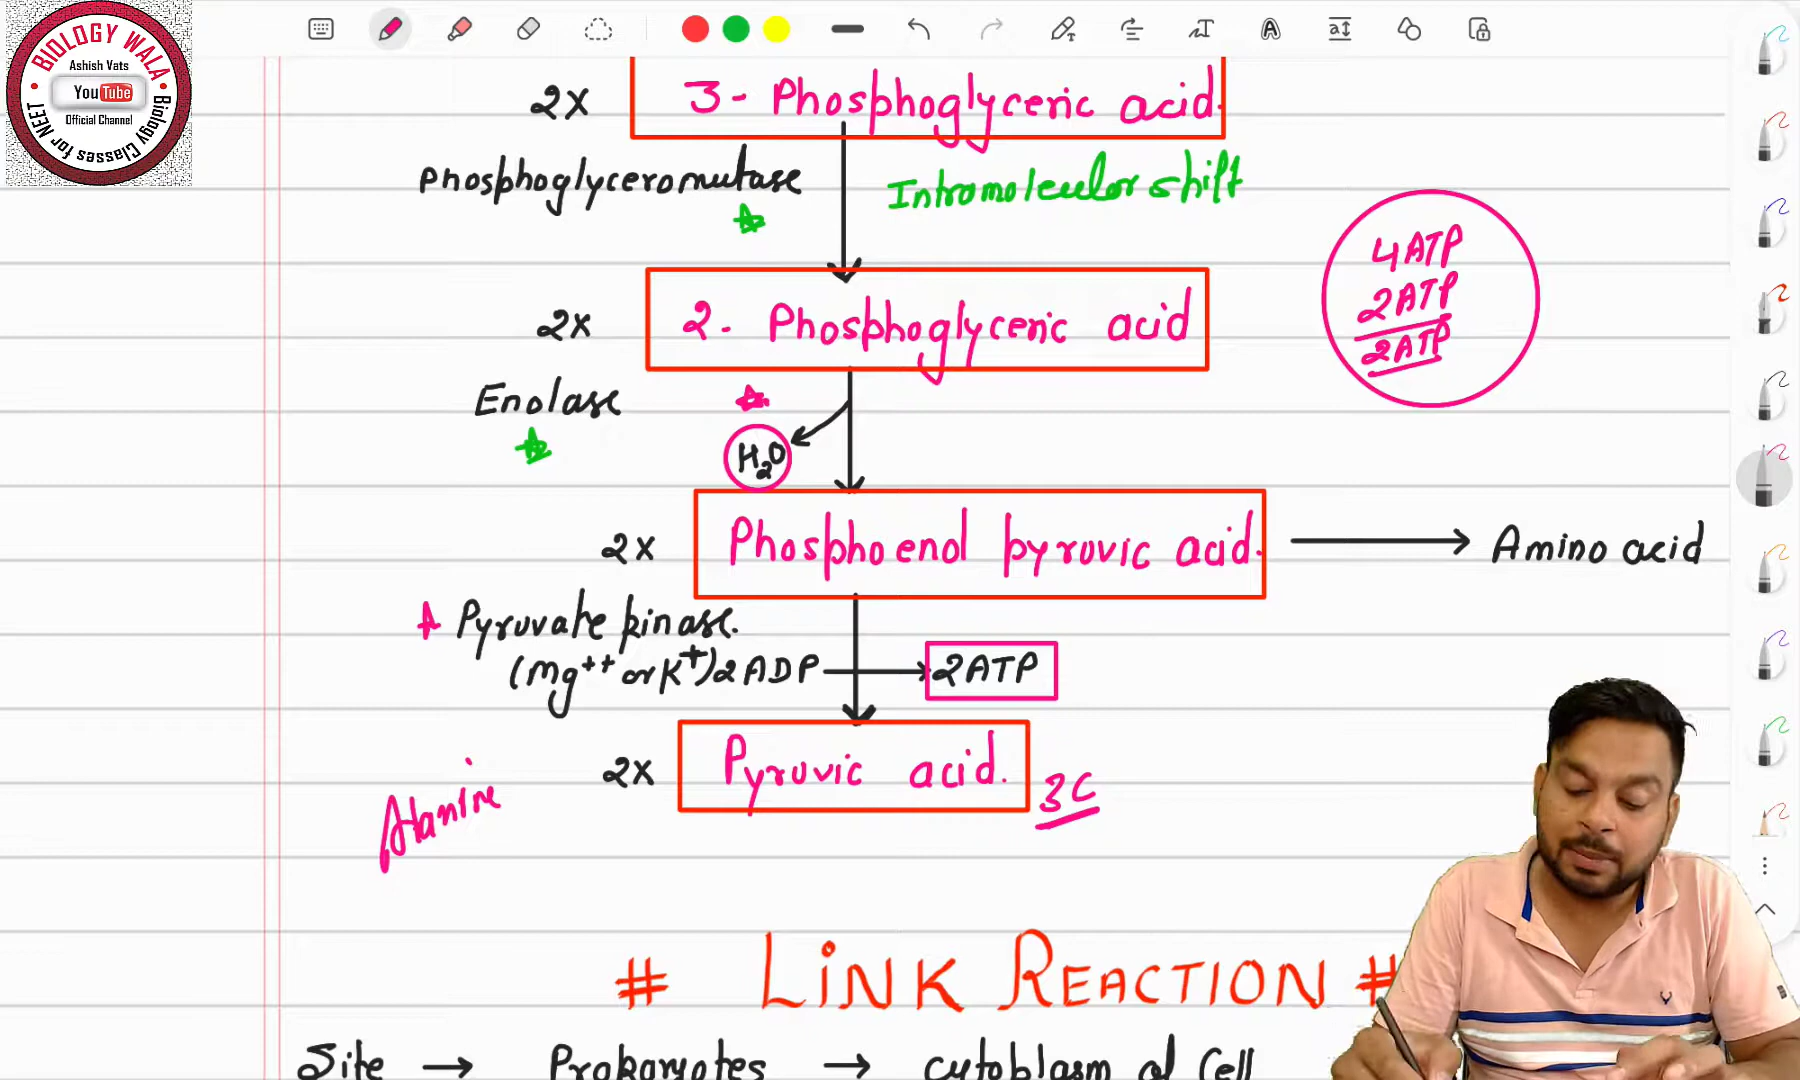 BIOLOGY WALA
Ashish Vats
YouTube
Official Channel
Biology Classes for NEET
2x 3- Phosphoglyceric acid.
Phosphoglyceromutase Intramolecular shift
4ATP
2ATP
2ATP
2x 2- Phosphoglyceric acid
Enolase
H2O
2x Phosphoenol pyruvic acid. → Amino acid
Pyruvate kinase.
(Mg++ or K+) 2ADP → 2ATP
2x Pyruvic acid. 3C
Alanine
# LINK REACTION #
Site → Prokaryotes → Cytoplasm of Cell